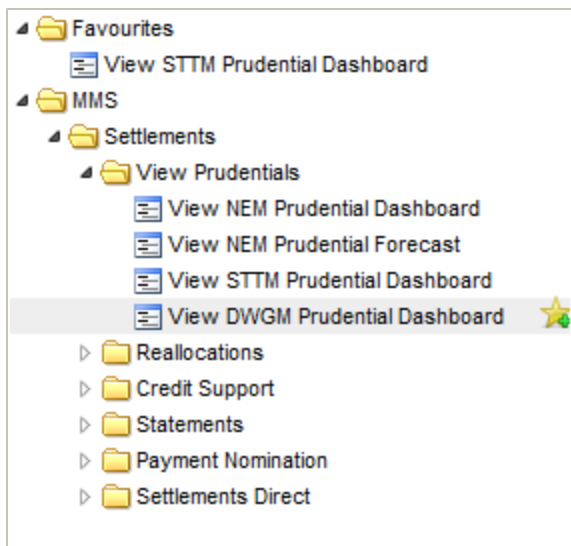 Favourites
View STTM Prudential Dashboard
MMS
Settlements
View Prudentials
View NEM Prudential Dashboard
View NEM Prudential Forecast
View STTM Prudential Dashboard
View DWGM Prudential Dashboard
Reallocations
Credit Support
Statements
Payment Nomination
Settlements Direct